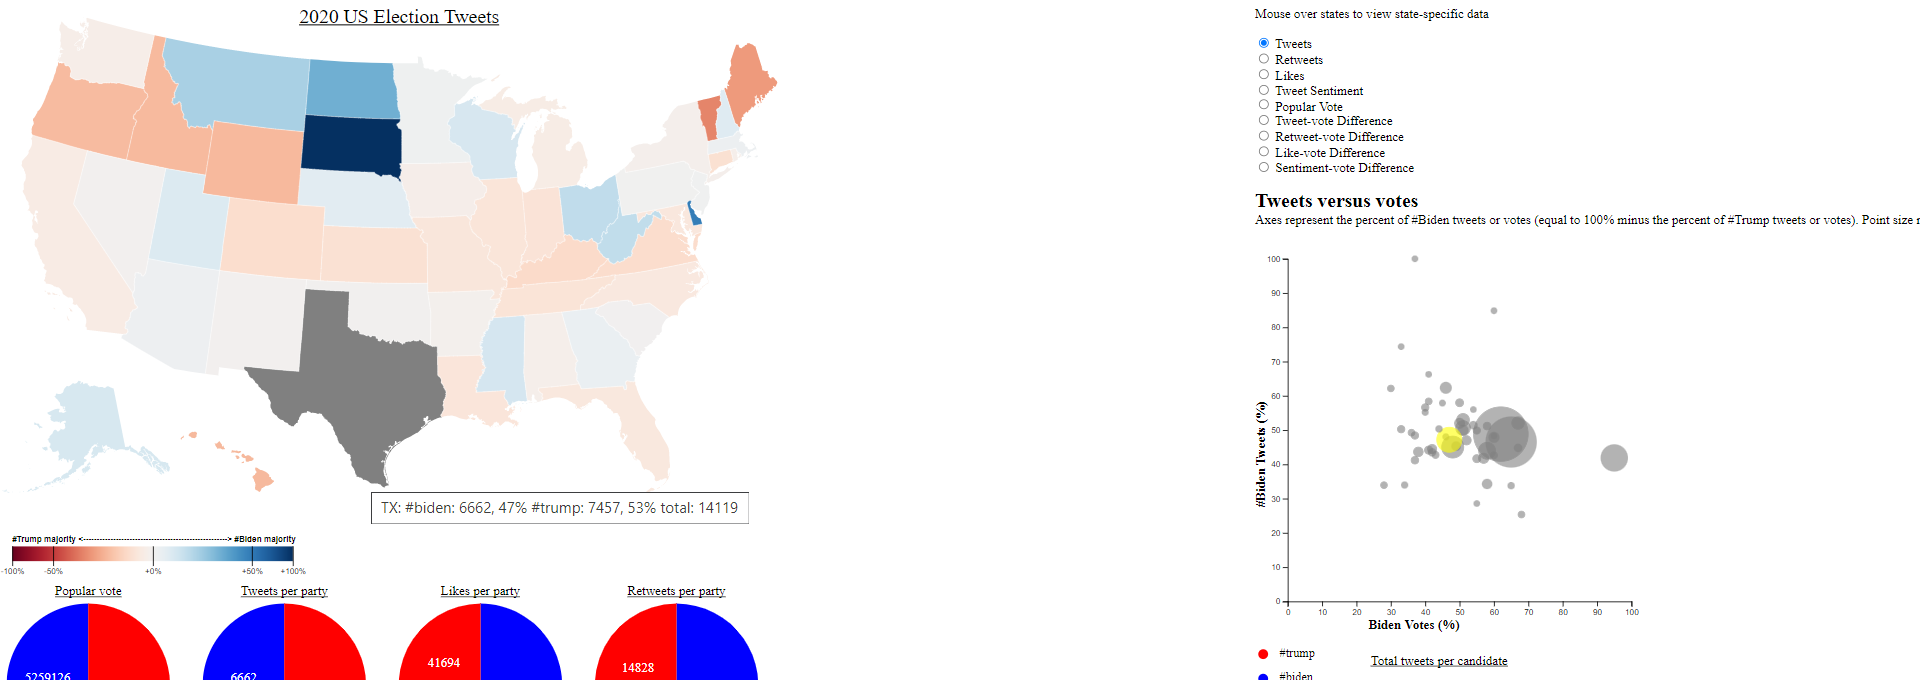 2020 US Election Tweets
Mouse over states to view state-specific data
Tweets
Retweets
Likes
Tweet Sentiment
Popular Vote
Tweet-vote Difference
Retweet-vote Difference
Like-vote Difference
Sentiment-vote Difference
Tweets versus votes
Axes represent the percent of #Biden tweets or votes (equal to 100% minus the percent of #Trump tweets or votes). Point size
100
90
80
70
60
50
40
30
20
10
0
#Biden Tweets (%)
0 10 20 30 40 50 60 70 80 90 100
Biden Votes (%)
TX: #biden: 6662, 47% #trump: 7457, 53% total: 14119
#Trump majority <--------------------------------------------------> #Biden majority
-100% -50% +0% +50% +100%
Popular vote Tweets per party Likes per party Retweets per party
5259126 6662 41694 14828
#trump
#biden
Total tweets per candidate